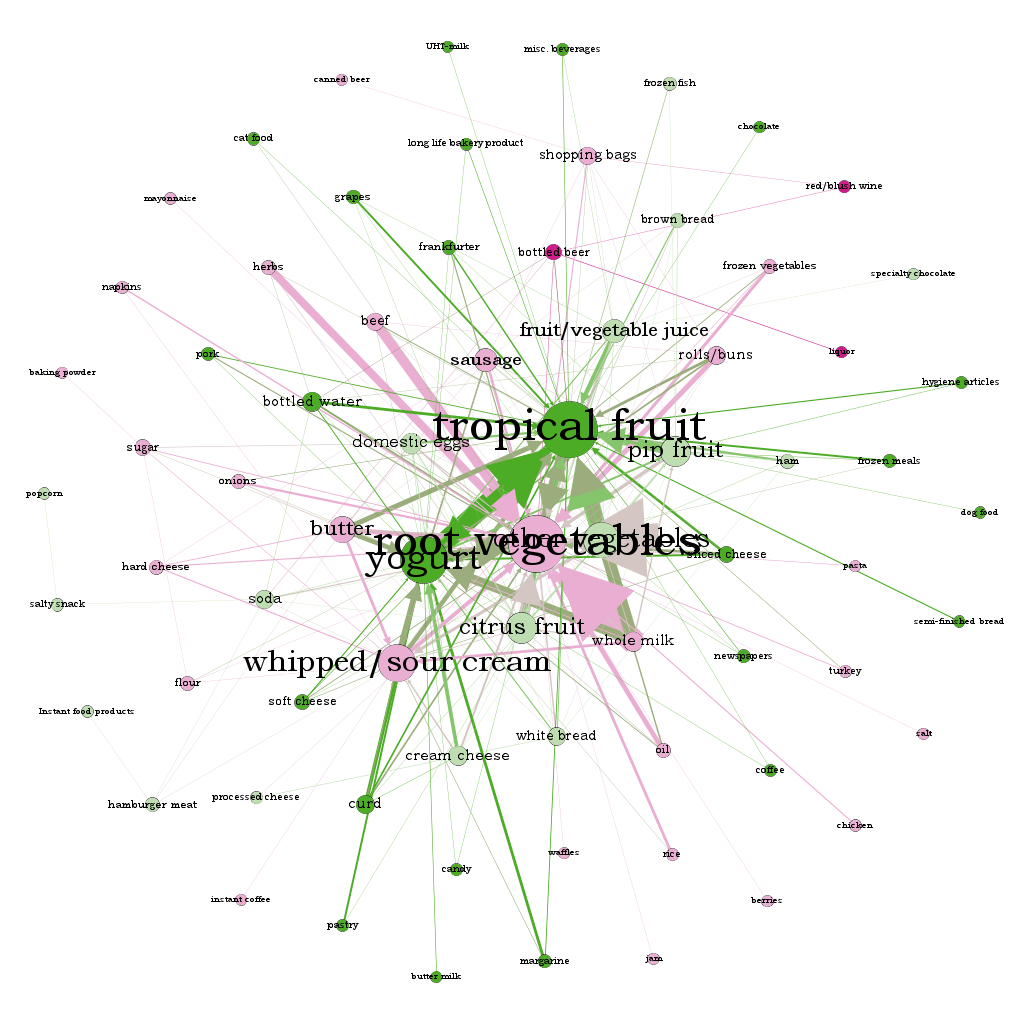 UHT-milk
misc. beverages
canned beer
frozen fish
chocolate
cat food
long life bakery product
shopping bags
red/blush wine
mayonnaise
grapes
brown bread
frankfurter
bottled beer
herbs
frozen vegetables
specialty chocolate
napkins
beef
fruit/vegetable juice
pork
sausage
rolls/buns
liquor
baking powder
hygiene articles
bottled water
tropical fruit
domestic eggs
pip fruit
sugar
ham
frozen meals
onions
popcorn
dog food
butter
root vegetables
other vegetables
yogurt
sliced cheese
hard cheese
pasta
soda
salty snack
citrus fruit
semi-finished bread
whole milk
whipped/sour cream
newspapers
turkey
flour
soft cheese
Instant food products
white bread
salt
cream cheese
oil
coffee
processed cheese
hamburger meat
curd
chicken
waffles
rice
candy
instant coffee
berries
pastry
margarine
jam
butter milk